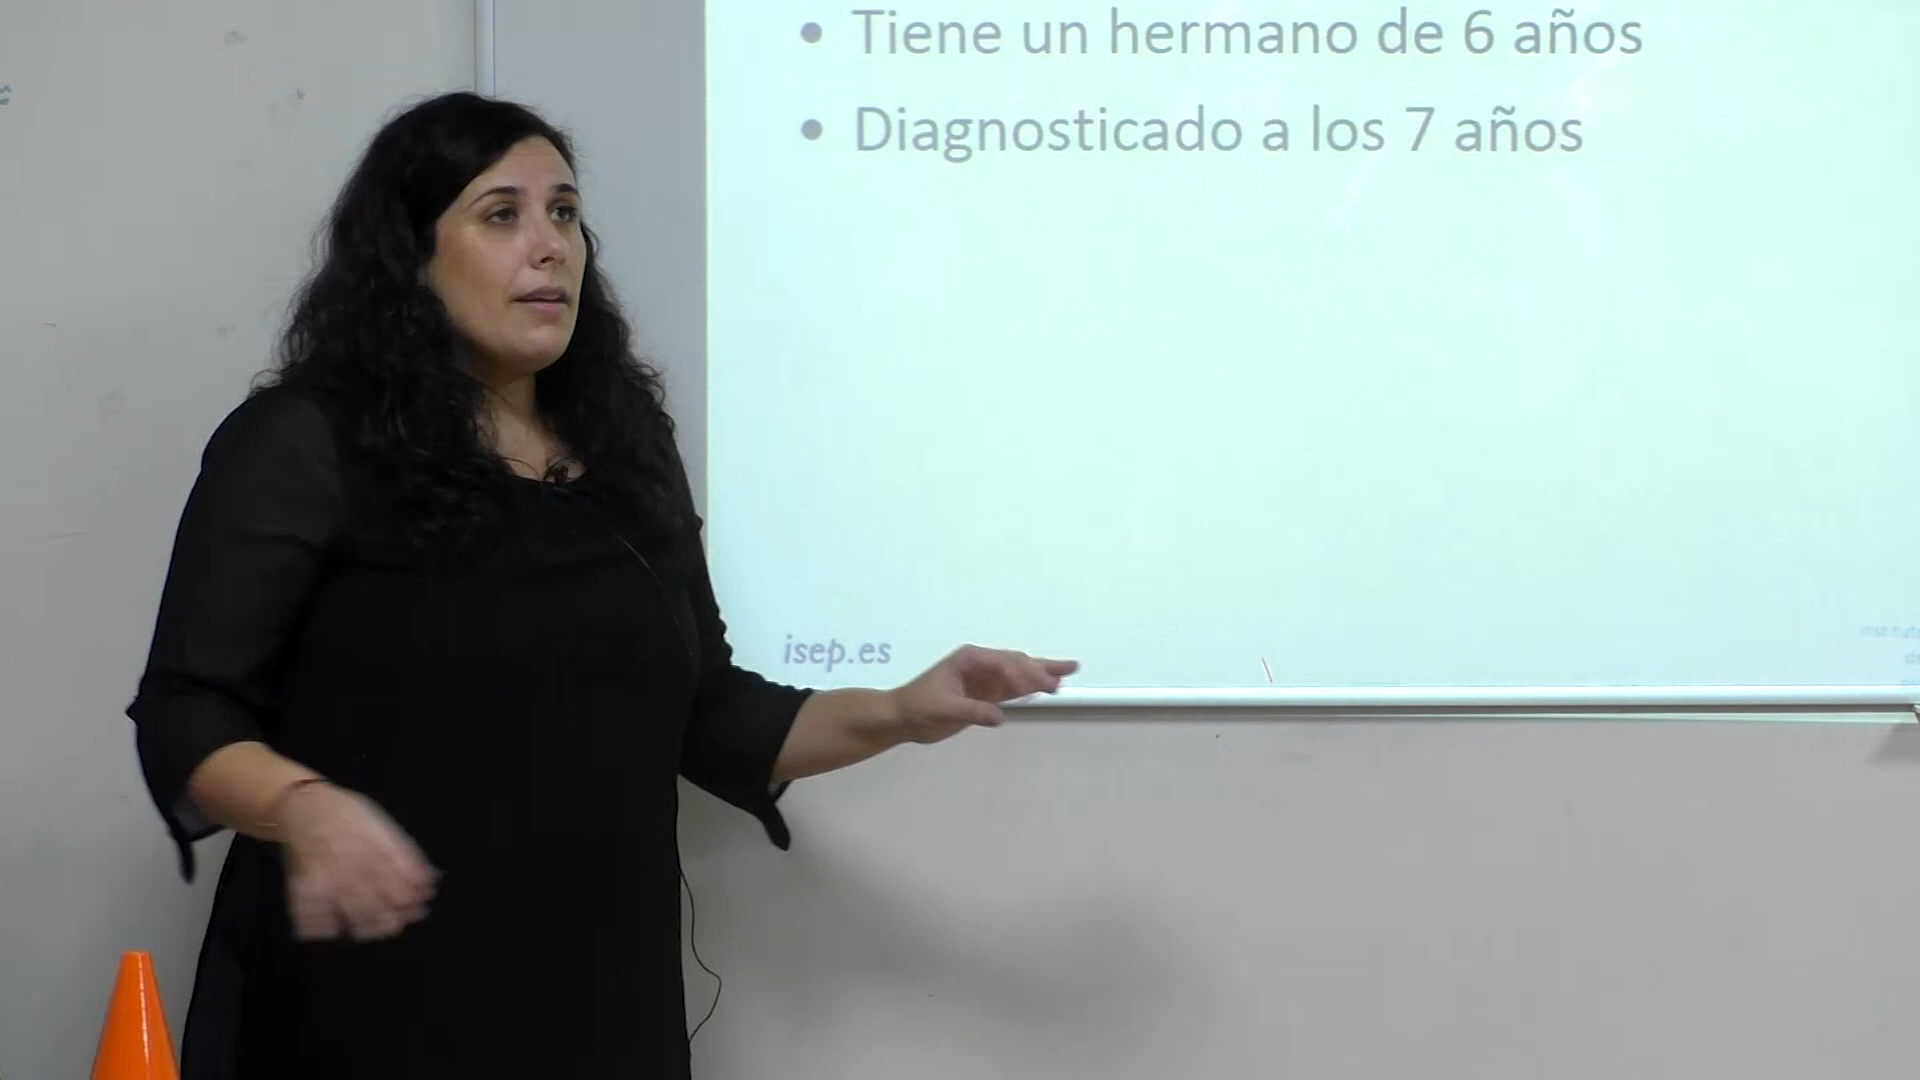 • Tiene un hermano de 6 años
• Diagnosticado a los 7 años
isep.es